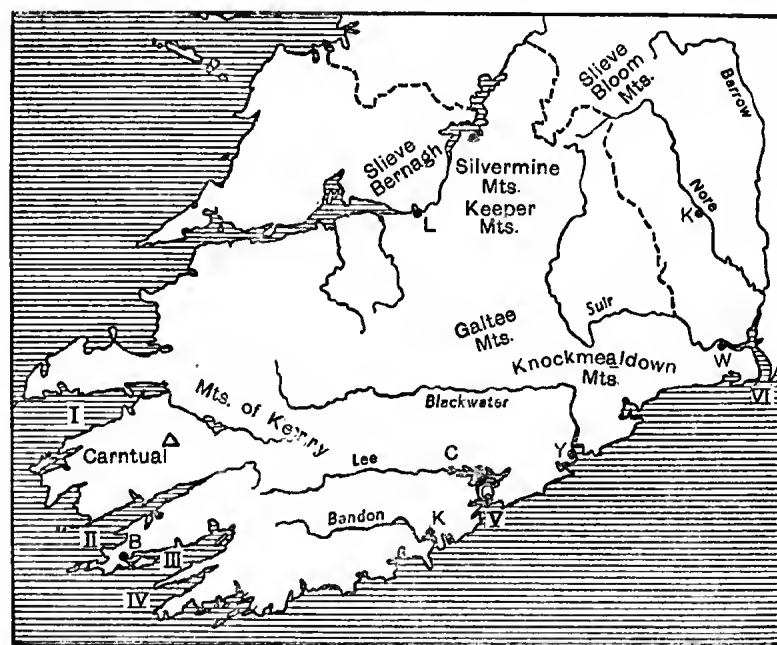 Slieve
Bloom
Mts.
Barrow
Slieve
Bernagh
Silvermine
Mts.
Keeper
Mts.
Nore
K
L
Suir
Galtee
Mts.
W
Knockmealdown
Mts.
VI
Mts. of Kerry
Blackwater
I
Carntual
C
Lee
Y
II
B
III
Bandon
K
V
IV